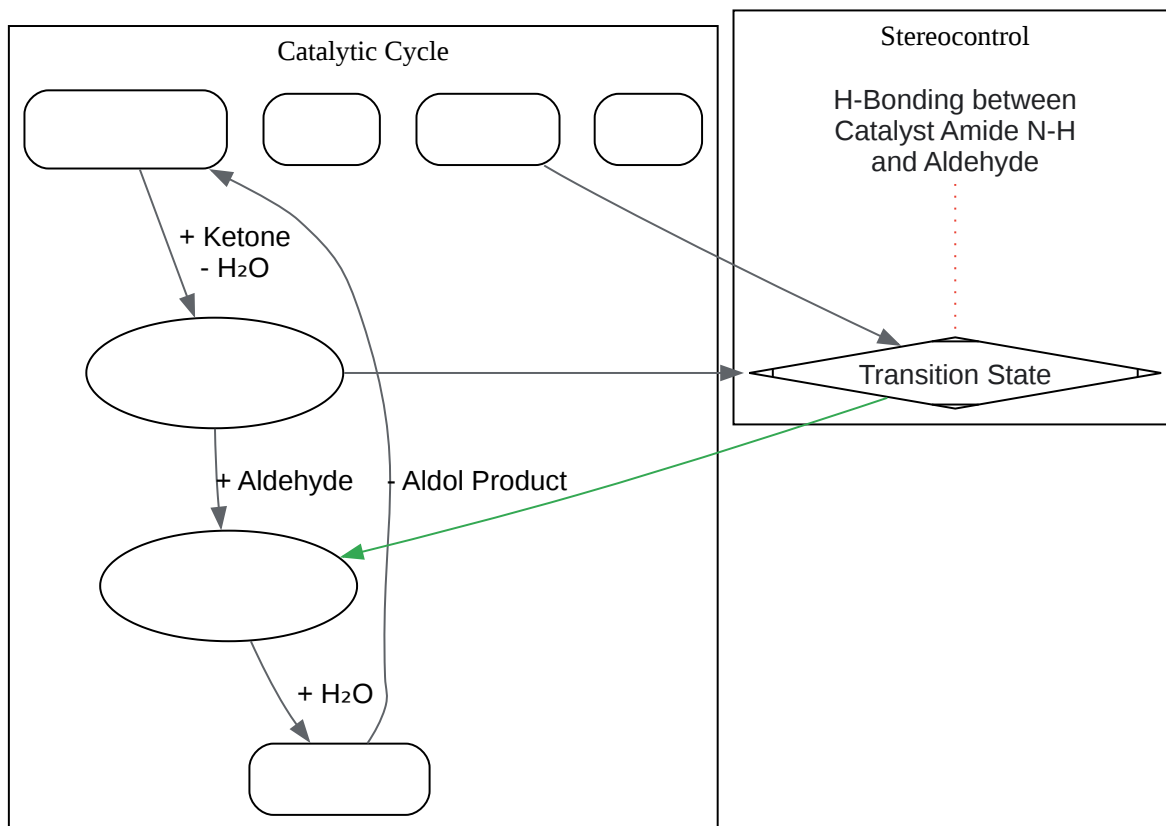 Catalytic Cycle
Stereocontrol
H-Bonding between
Catalyst Amide N-H
and Aldehyde
+ Ketone
- H₂O
Transition State
+ Aldehyde
- Aldol Product
+ H₂O